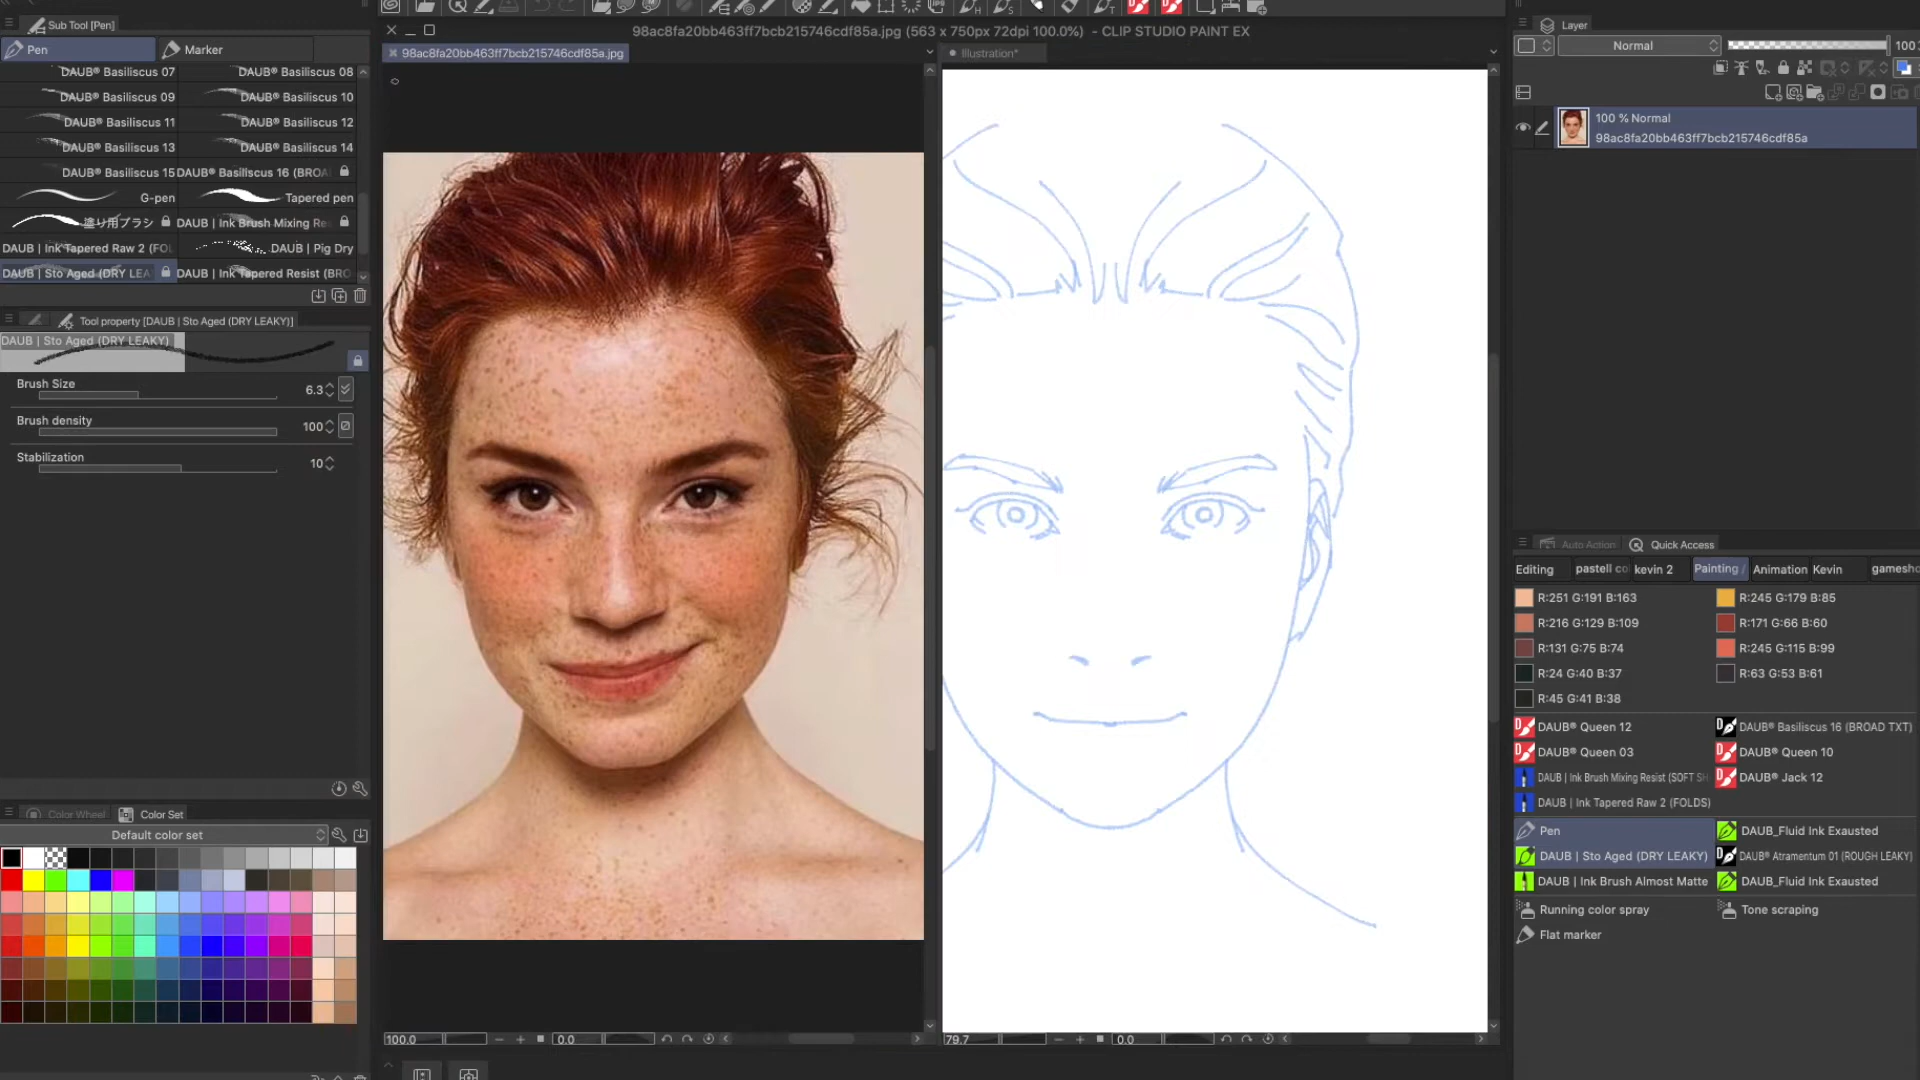 Sub Tool [Pen]
Pen
Marker
DAUB® Basiliscus 07
DAUB® Basiliscus 08
DAUB® Basiliscus 09
DAUB® Basiliscus 10
DAUB® Basiliscus 11
DAUB® Basiliscus 12
DAUB® Basiliscus 13
DAUB® Basiliscus 14
DAUB® Basiliscus 15
DAUB® Basiliscus 16 (BROA
G-pen
Tapered pen
塗り用ブラシ
DAUB | Ink Brush Mixing Re
DAUB | Ink Tapered Raw 2 (FOL
DAUB | Pig Dry
DAUB | Sto Aged (DRY LEA
DAUB | Ink Tapered Resist (BRO
Tool property [DAUB | Sto Aged (DRY LEAKY)]
DAUB | Sto Aged (DRY LEAKY)
Brush Size
6.3
Brush density
100
Stabilization
10
Color Wheel
Color Set
Default color set
98ac8fa20bb463ff7bcb215746cdf85a.jpg (563 x 750px 72dpi 100.0%) - CLIP STUDIO PAINT EX
98ac8fa20bb463ff7bcb215746cdf85a.jpg
Illustration*
100.0
0.0
79.7
0.0
Layer
Normal
100
100 % Normal
98ac8fa20bb463ff7bcb215746cdf85a
Auto Action
Quick Access
Editing
pastell co
kevin 2
Painting /
Animation
Kevin
gamesho
R:251 G:191 B:163
R:245 G:179 B:85
R:216 G:129 B:109
R:171 G:66 B:60
R:131 G:75 B:74
R:245 G:115 B:99
R:24 G:40 B:37
R:63 G:53 B:61
R:45 G:41 B:38
DAUB® Queen 12
DAUB® Basiliscus 16 (BROAD TXT)
DAUB® Queen 03
DAUB® Queen 10
DAUB | Ink Brush Mixing Resist (SOFT SH
DAUB® Jack 12
DAUB | Ink Tapered Raw 2 (FOLDS)
Pen
DAUB_Fluid Ink Exausted
DAUB | Sto Aged (DRY LEAKY)
DAUB® Atramentum 01 (ROUGH LEAKY)
DAUB | Ink Brush Almost Matte
DAUB_Fluid Ink Exausted
Running color spray
Tone scraping
Flat marker